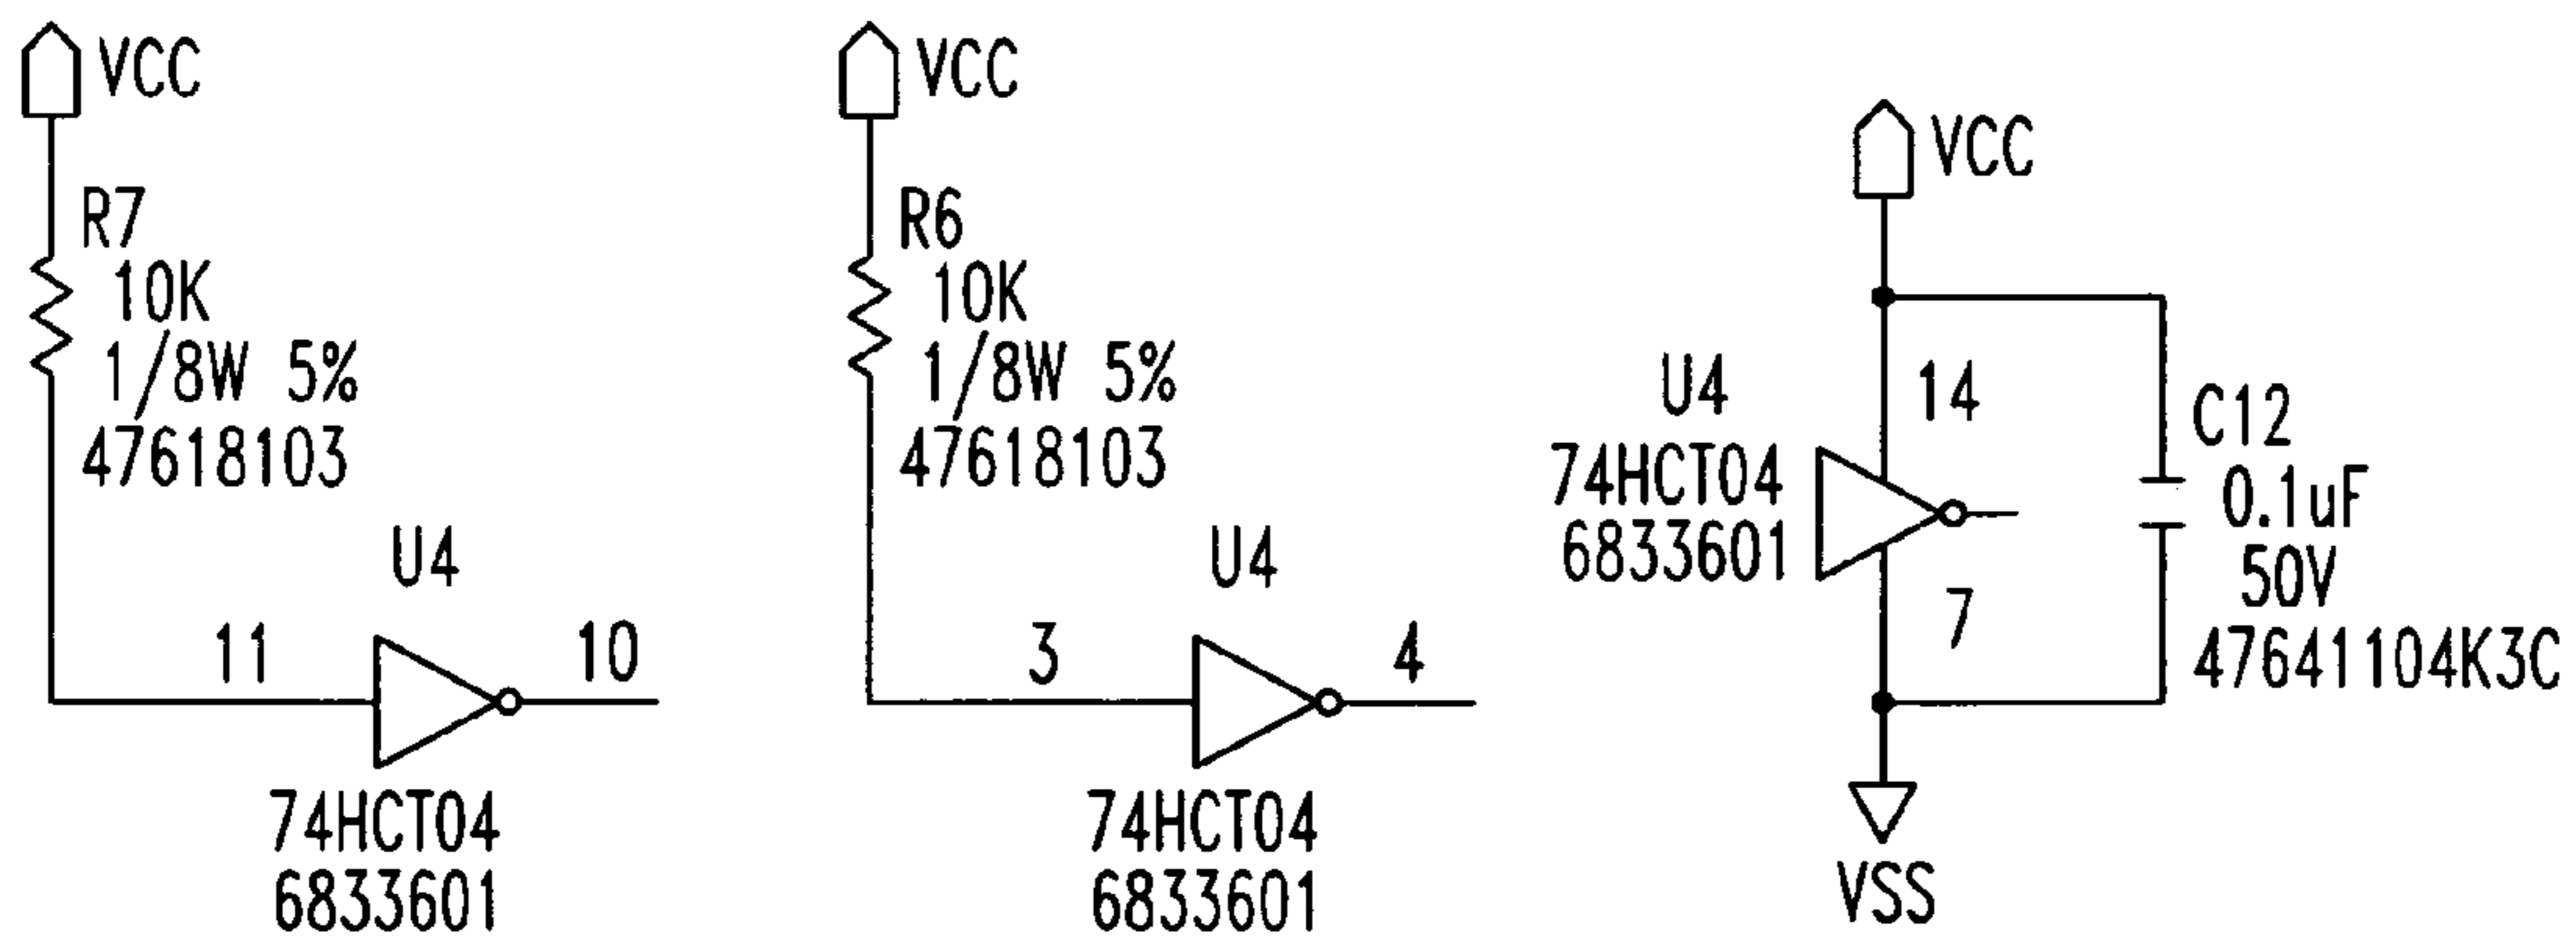 VCC
R7
10K
1/8W 5%
47618103
U4
11
10
74HCT04
6833601
VCC
R6
10K
1/8W 5%
47618103
U4
3
4
74HCT04
6833601
VCC
U4
14
74HCT04
6833601
7
C12
0.1uF
50V
47641104K3C
VSS